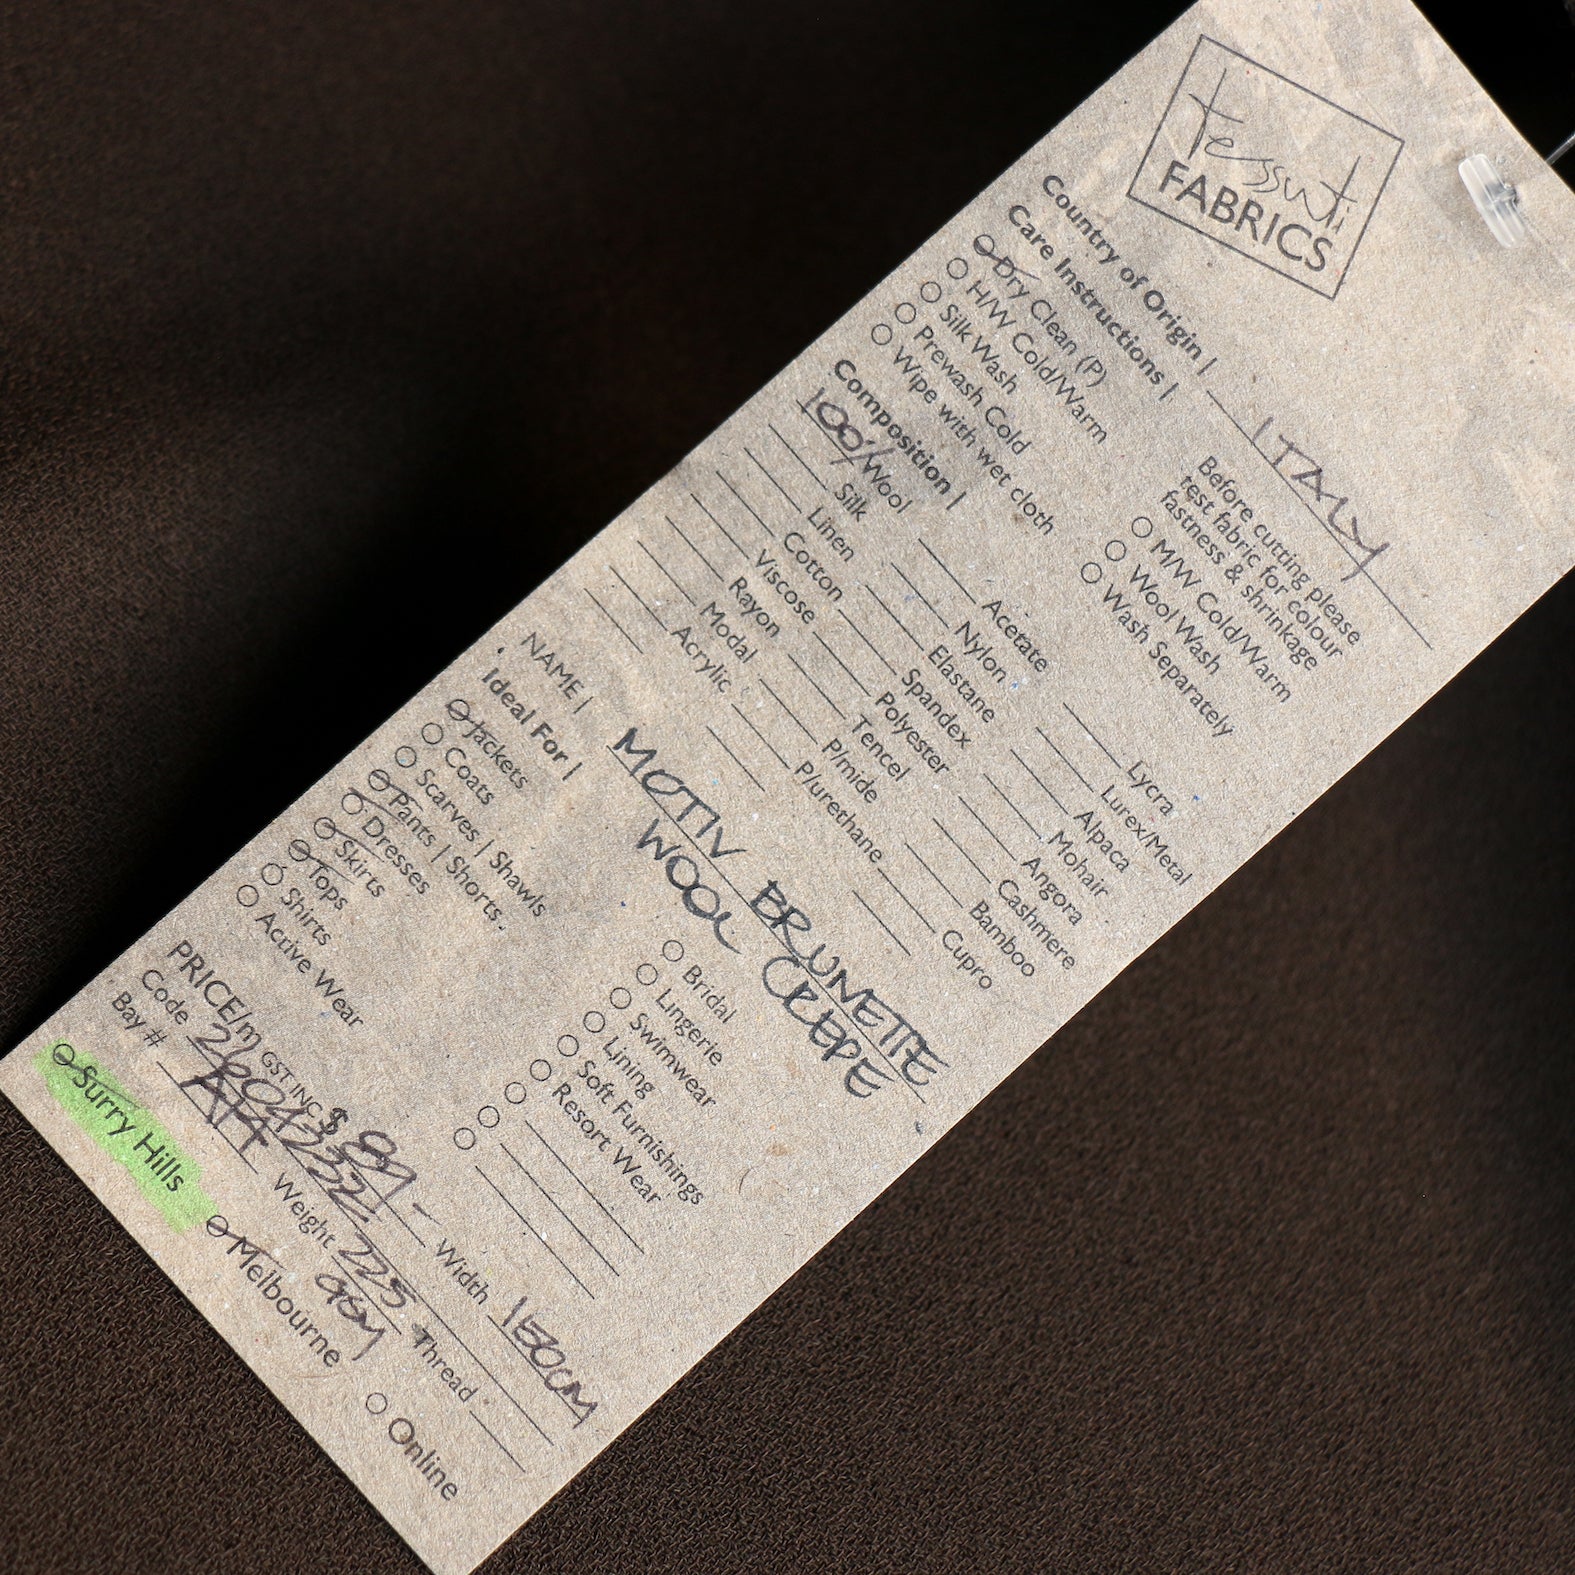 tessuti
FABRICS
Country of Origin | ITALY
Care Instructions |
Dry Clean (P)
H/W Cold/Warm
Silk Wash
Prewash Cold
Wipe with wet cloth
Before cutting please
test fabric for colour
fastness & shrinkage
M/W Cold/Warm
Wool Wash
Wash Separately
Composition |
100% Wool
Silk
Linen
Cotton
Viscose
Rayon
Modal
Acrylic
Acetate
Nylon
Elastane
Spandex
Polyester
Tencel
P/mide
P/urethane
Lycra
Lurex/Metal
Alpaca
Mohair
Angora
Cashmere
Bamboo
Cupro
NAME | MOTIV BRUNETTE
WOOL CREPE
Ideal For |
Jackets
Coats
Scarves | Shawls
Pants | Shorts
Dresses
Skirts
Tops
Shirts
Active Wear
Bridal
Lingerie
Swimwear
Lining
Soft Furnishings
Resort Wear
PRICE/m GST INC $ 89- Width 150CM
Code 2604232 Weight 225 GSM Thread
Bay #
Surry Hills Melbourne Online